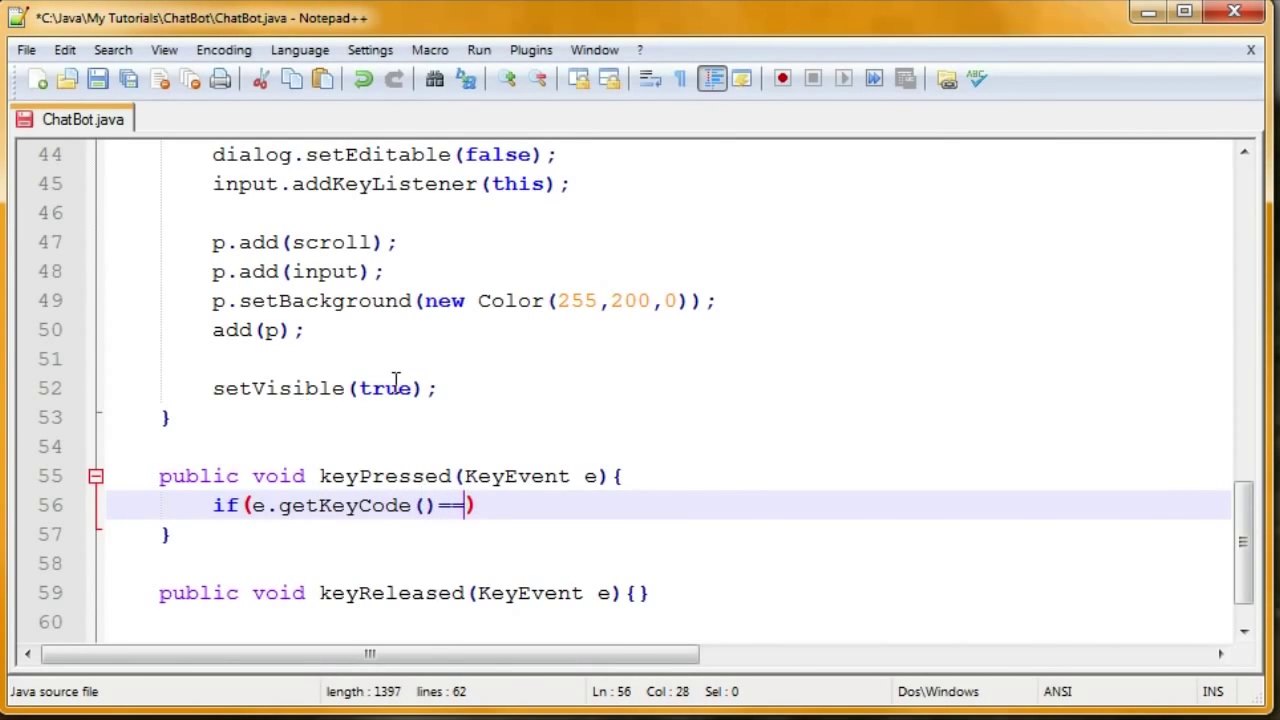 *C:\Java\My Tutorials\ChatBot\ChatBot.java - Notepad++
File Edit Search View Encoding Language Settings Macro Run Plugins Window ? X
ABC
ChatBot.java
44 dialog.setEditable(false);
45 input.addKeyListener(this);
46
47 p.add(scroll);
48 p.add(input);
49 p.setBackground(new Color(255,200,0));
50 add(p);
51
52 setVisible(true);
53 }
54
55 public void keyPressed(KeyEvent e){
56 if(e.getKeyCode()==)
57 }
58
59 public void keyReleased(KeyEvent e){}
60
Java source file length : 1397 lines : 62 Ln : 56 Col : 28 Sel : 0 Dos\Windows ANSI INS